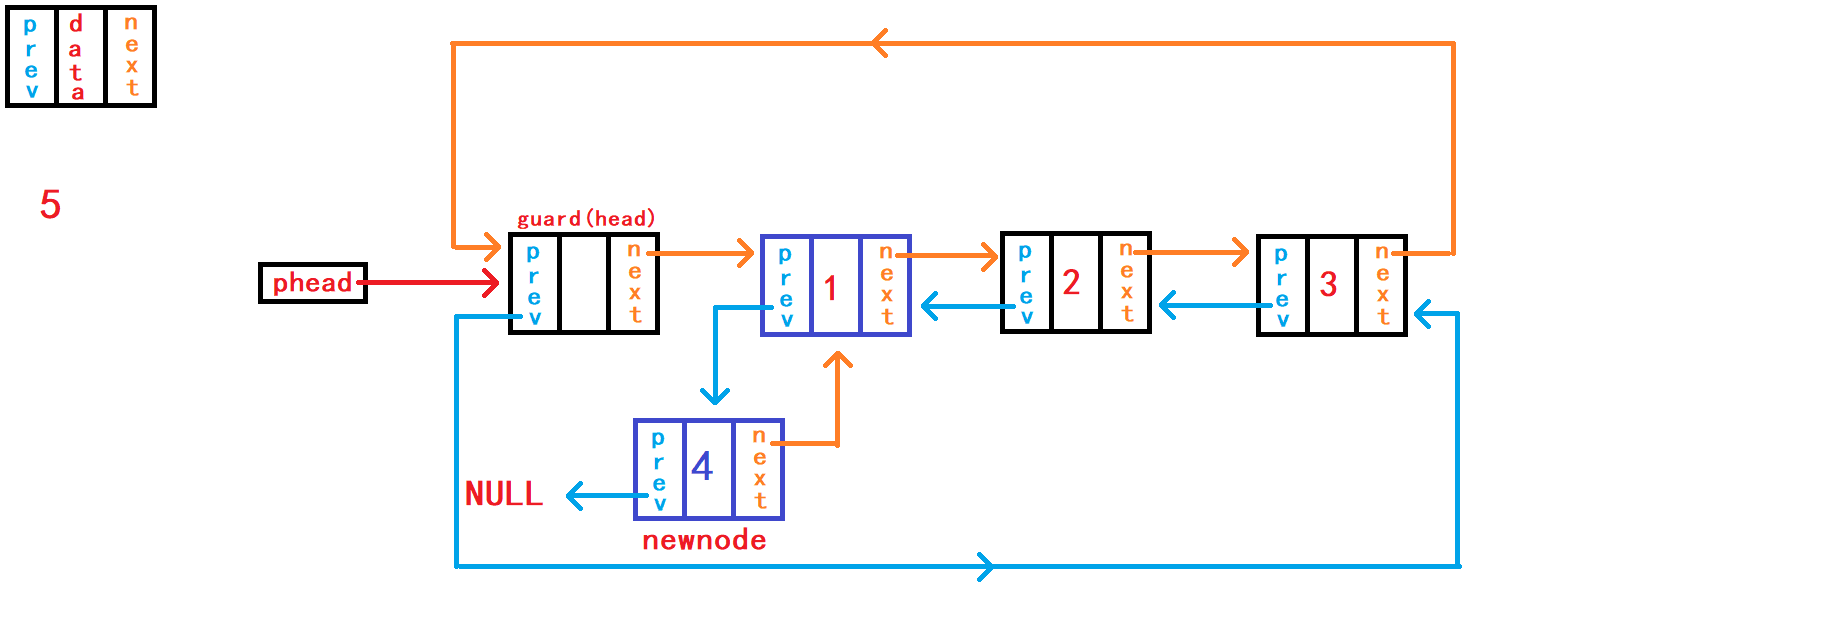 prev data next
5
guard(head)
phead
prev next
prev 1 next
prev 2 next
prev 3 next
prev 4 next
NULL
newnode